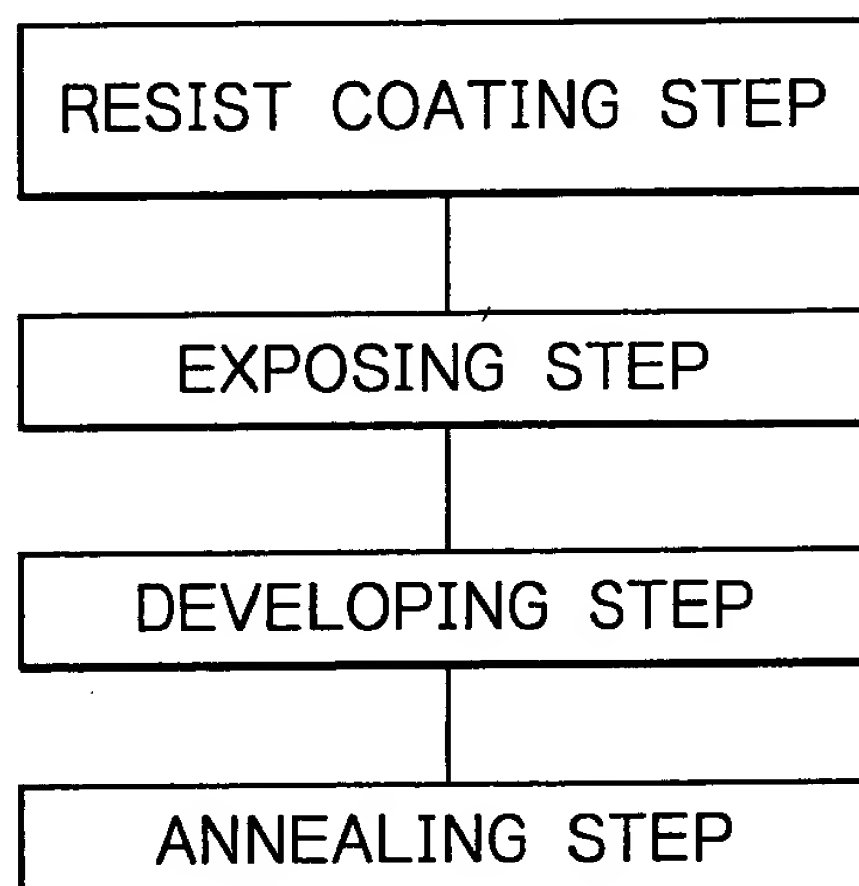 RESIST COATING STEP
EXPOSING STEP
DEVELOPING STEP
ANNEALING STEP